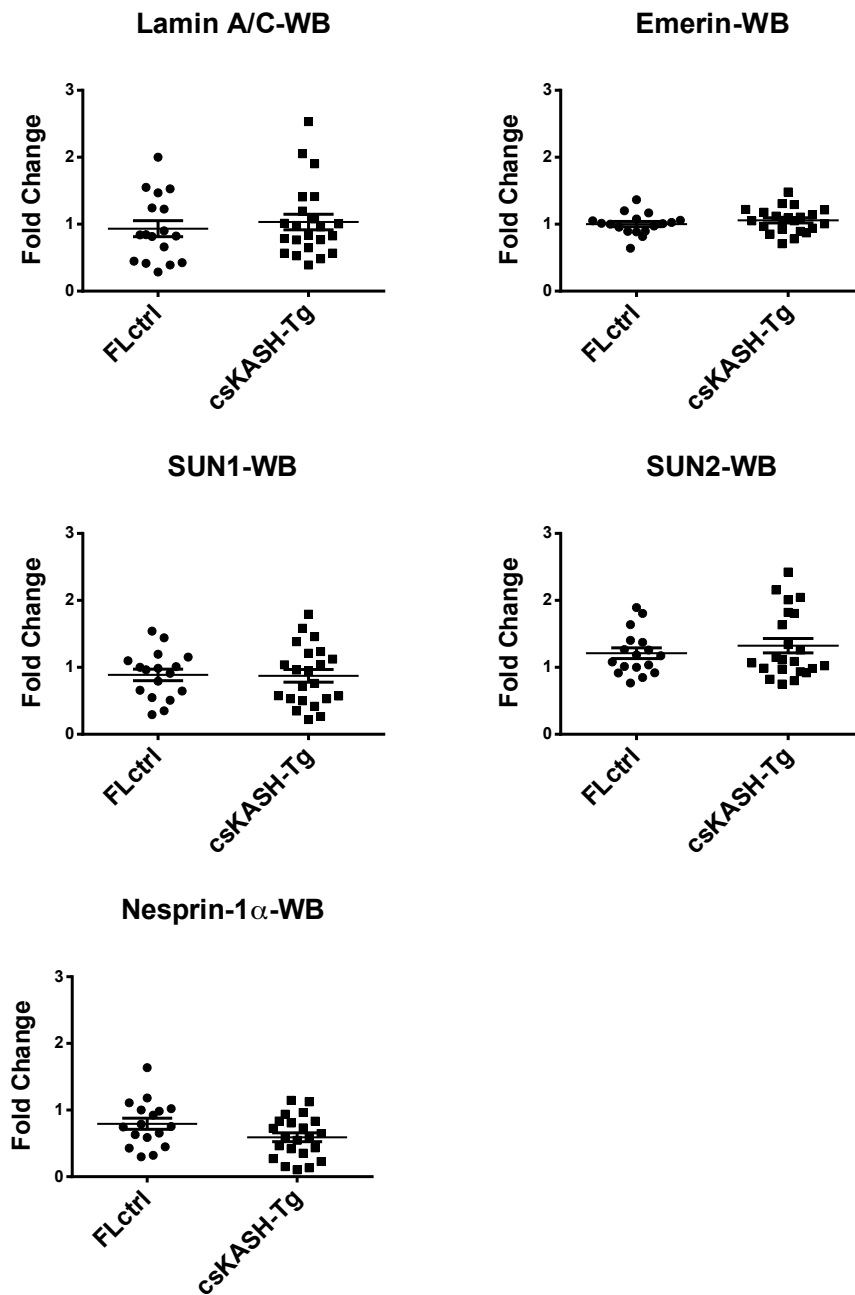 Lamin A/C-WB
Fold Change
3
2
1
0
FLctrl
csKASH-Tg
Emerin-WB
Fold Change
3
2
1
0
FLctrl
csKASH-Tg
SUN1-WB
Fold Change
3
2
1
0
FLctrl
csKASH-Tg
SUN2-WB
Fold Change
3
2
1
0
FLctrl
csKASH-Tg
Nesprin-1α-WB
Fold Change
3
2
1
0
FLctrl
csKASH-Tg